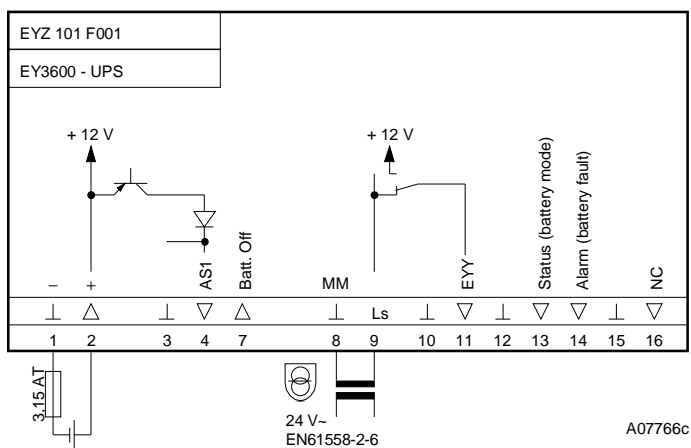 EYZ 101 F001
EY3600 - UPS
+ 12 V
+ 12 V
− +
AS1
Batt. Off
MM
EYY
Status (battery mode)
Alarm (battery fault)
NC
Ls
1 2 3 4 7 8 9 10 11 12 13 14 15 16
3,15 AT
24 V~
EN61558-2-6
A07766c